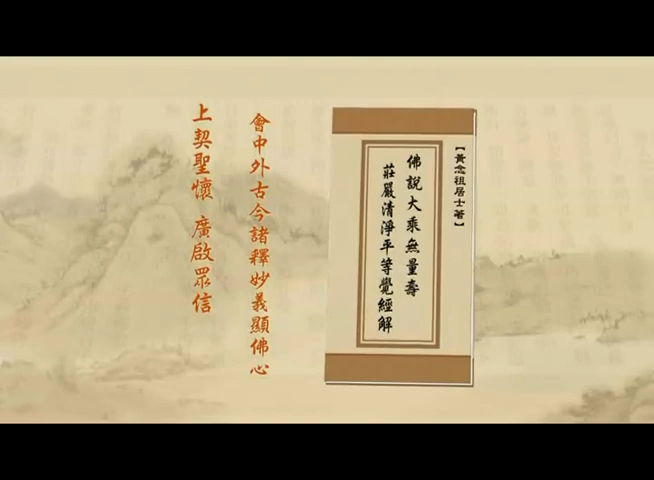 【黃念祖居士著】
佛說大乘無量壽
莊嚴清淨平等覺經解
會中外古今諸釋妙義顯佛心
上契聖懷 廣啟眾信